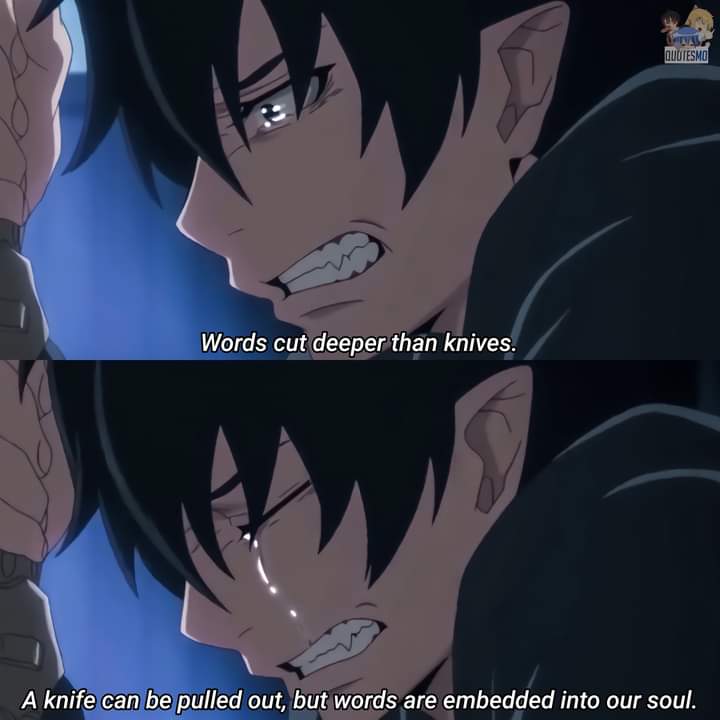 QUOTESMO
Words cut deeper than knives.
A knife can be pulled out, but words are embedded into our soul.